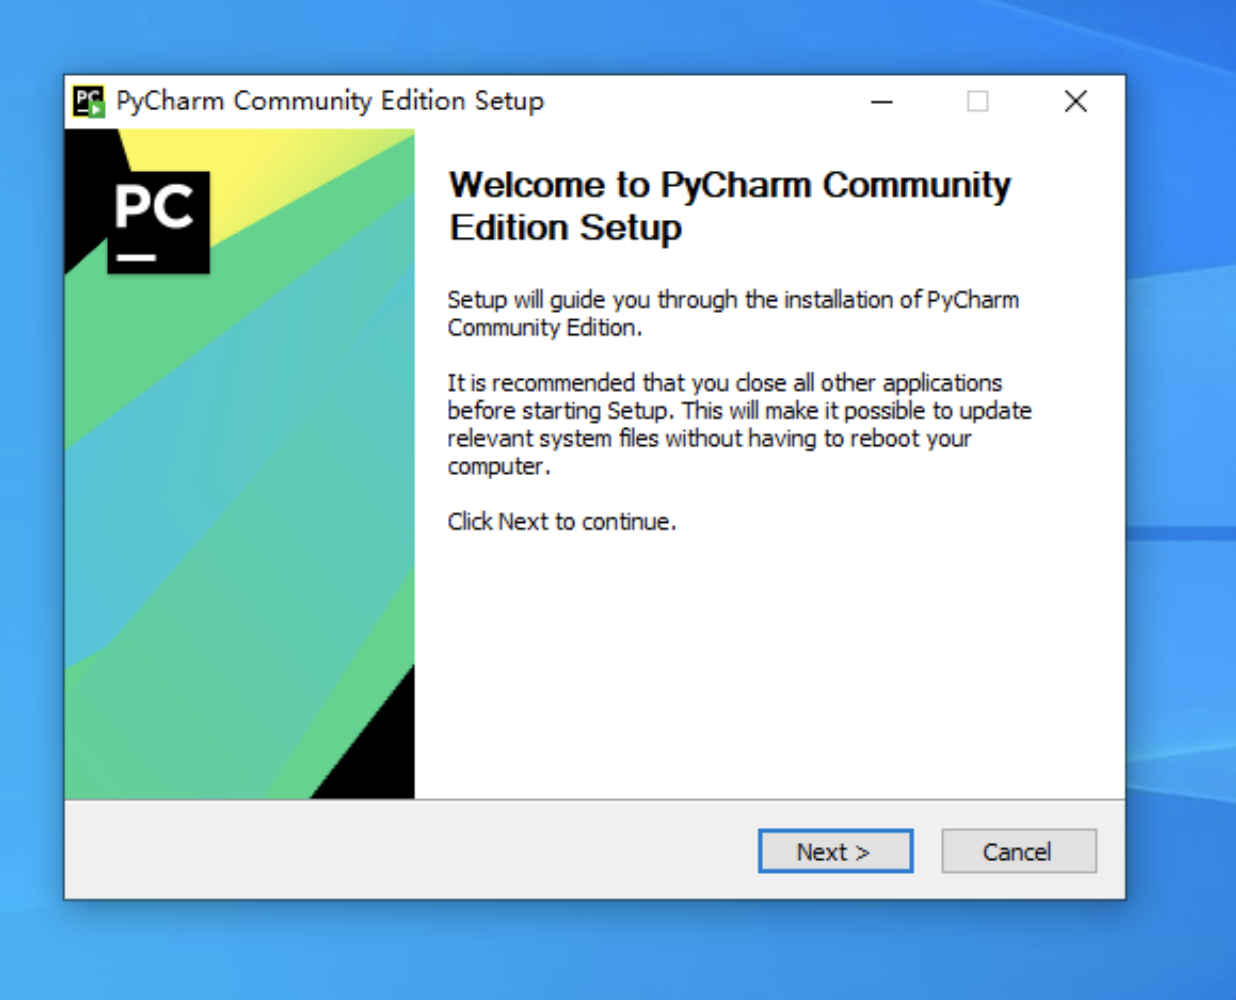 PyCharm Community Edition Setup
PC
Welcome to PyCharm Community
Edition Setup
Setup will guide you through the installation of PyCharm
Community Edition.
It is recommended that you close all other applications
before starting Setup. This will make it possible to update
relevant system files without having to reboot your
computer.
Click Next to continue.
Next >
Cancel